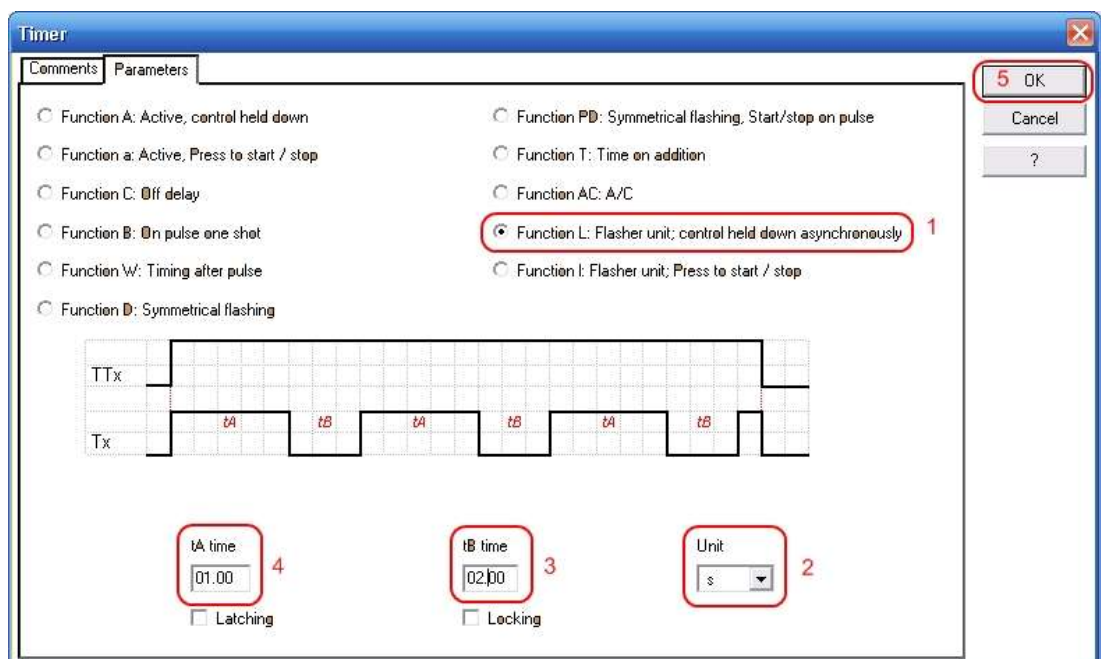 Timer
Comments
Parameters
5 OK
Cancel
?
Function A: Active, control held down
Function a: Active, Press to start / stop
Function C: Off delay
Function B: On pulse one shot
Function W: Timing after pulse
Function D: Symmetrical flashing
Function PD: Symmetrical flashing, Start/stop on pulse
Function T: Time on addition
Function AC: A/C
Function L: Flasher unit; control held down asynchronously
1
Function l: Flasher unit; Press to start / stop
TTx
tA tB tA tB tA tB
Tx
tA time
01.00
4
Latching
tB time
02.00
3
Locking
Unit
s
2